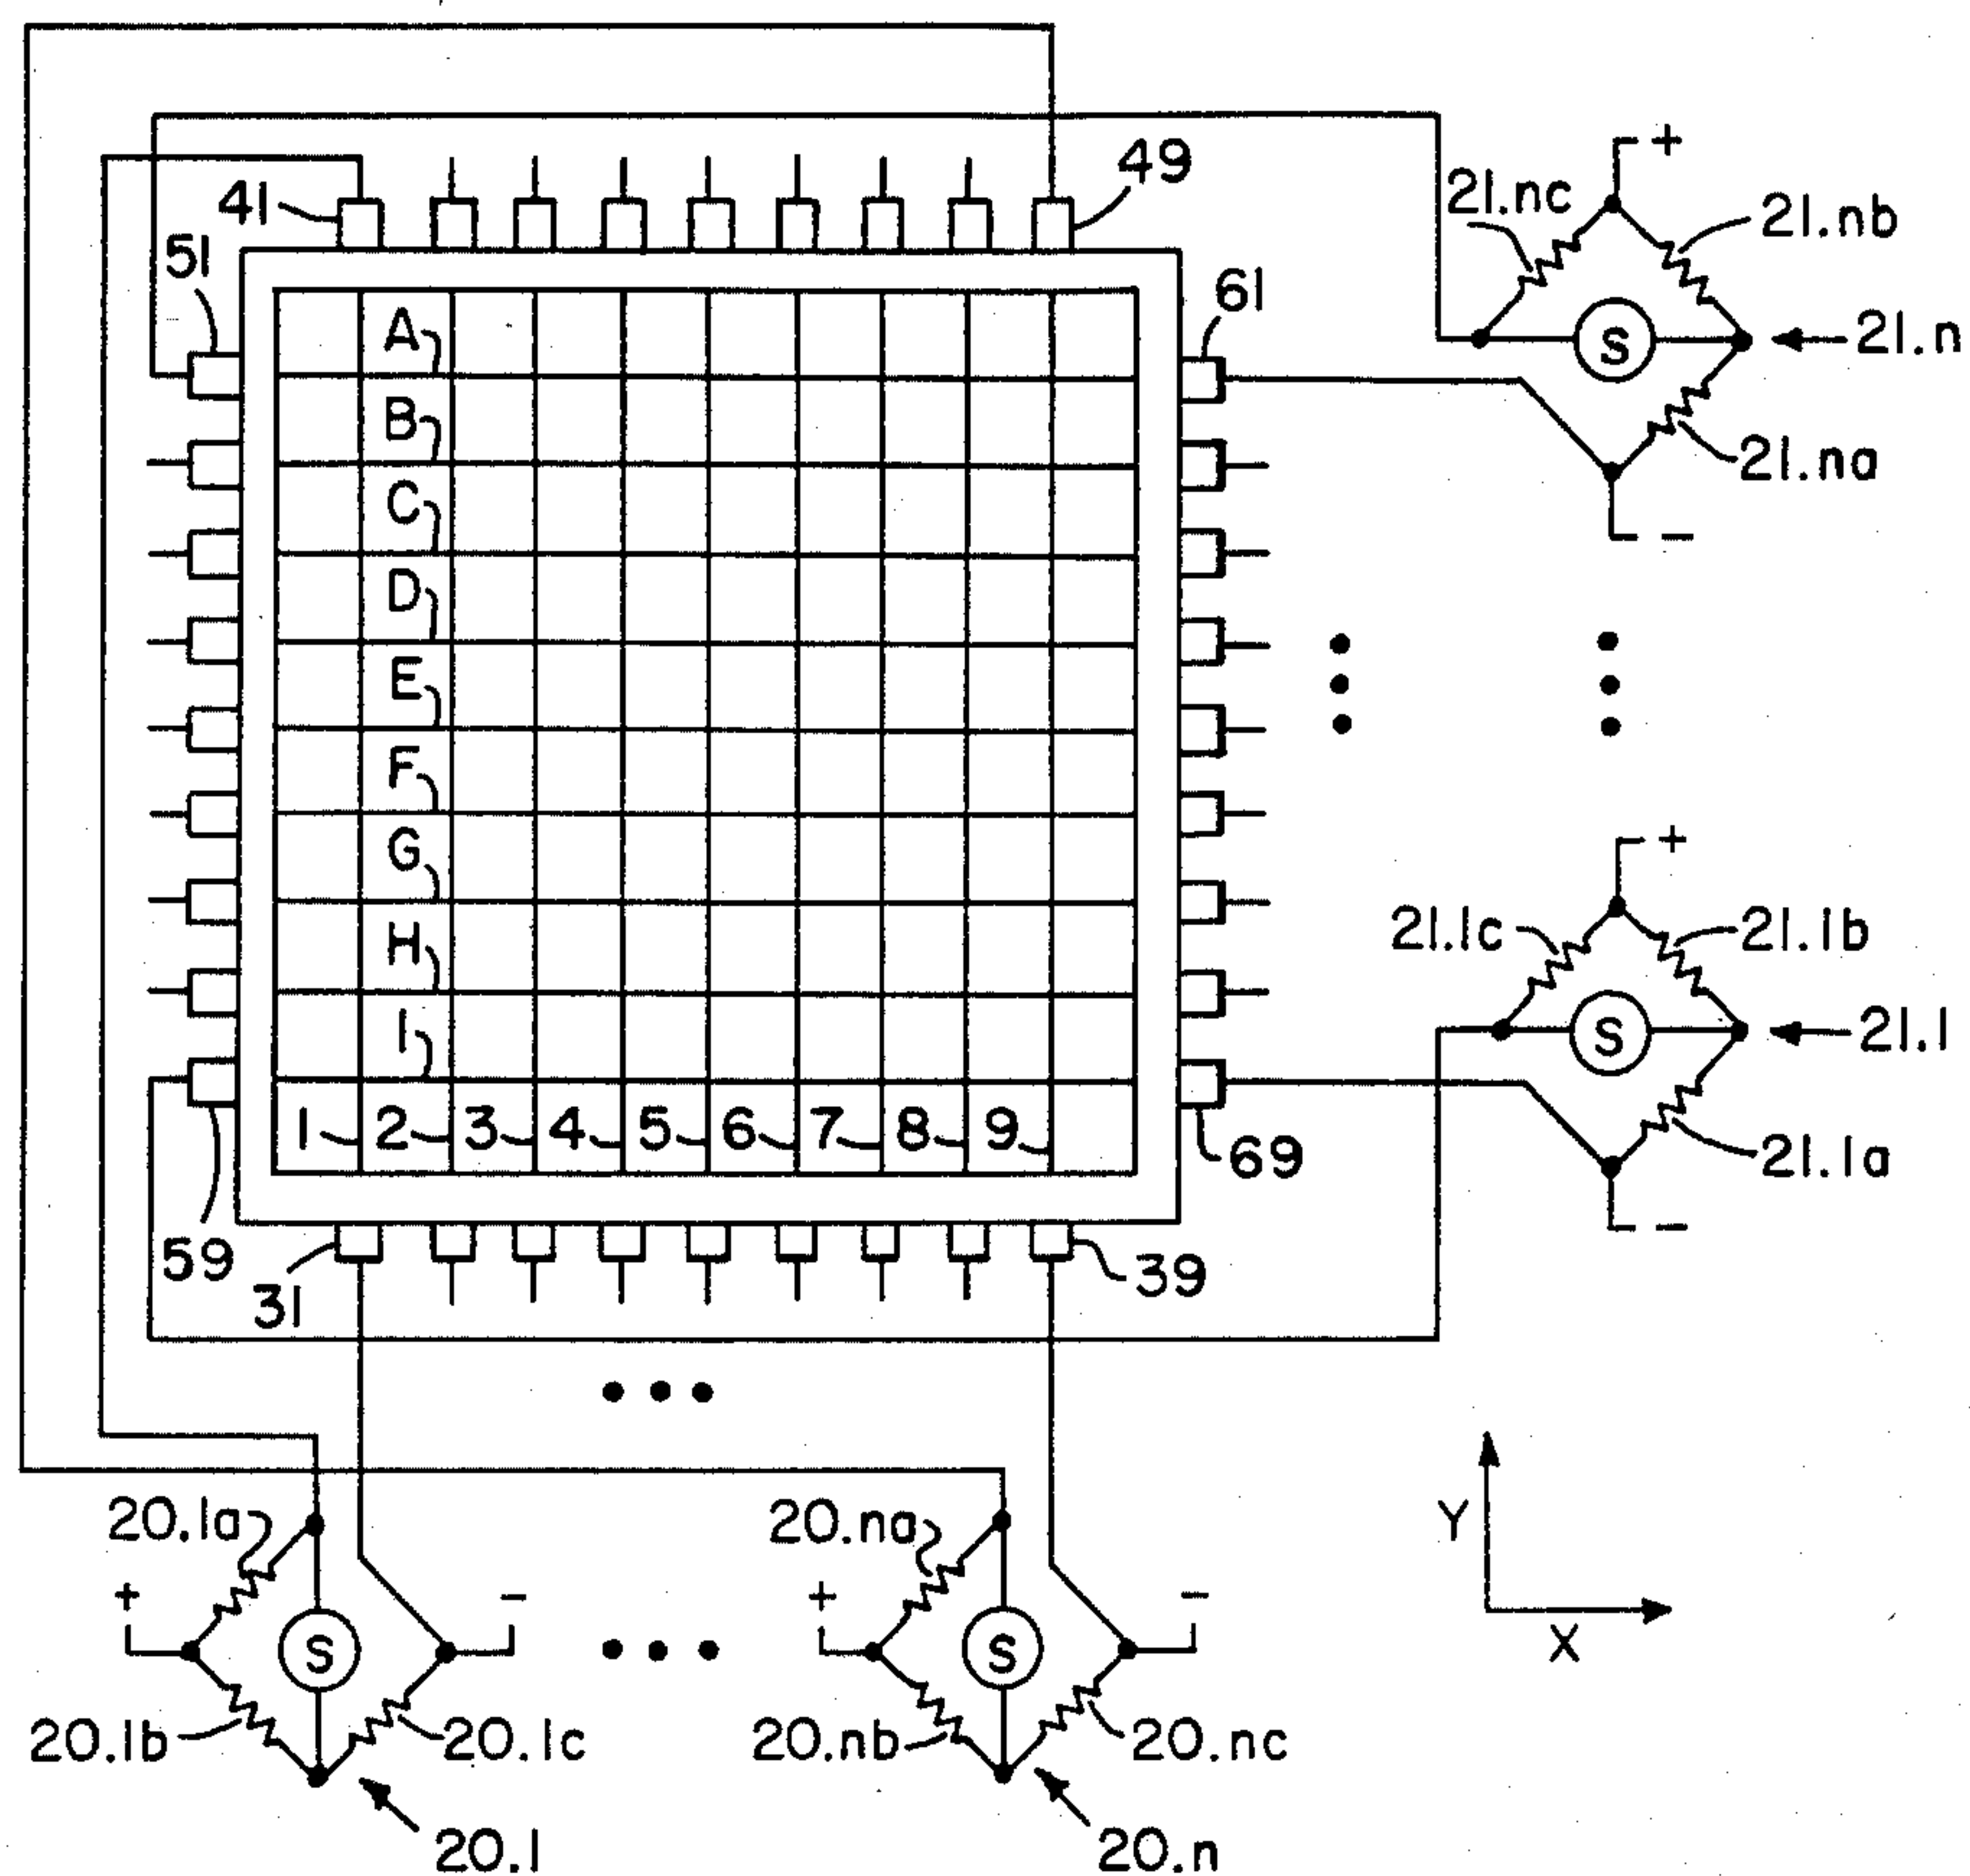 +
49
21.nc
21.nb
41
51
61
A
21.n
S
B
21.na
C
-
D
E
F
+
G
21.1c
21.1b
H
S
21.1
I
1 2 3 4 5 6 7 8 9
69
21.1a
59
-
31
39
20.1a
20.na
Y
+
-
+
-
S
S
X
20.1b
20.1c
20.nb
20.nc
20.1
20.n